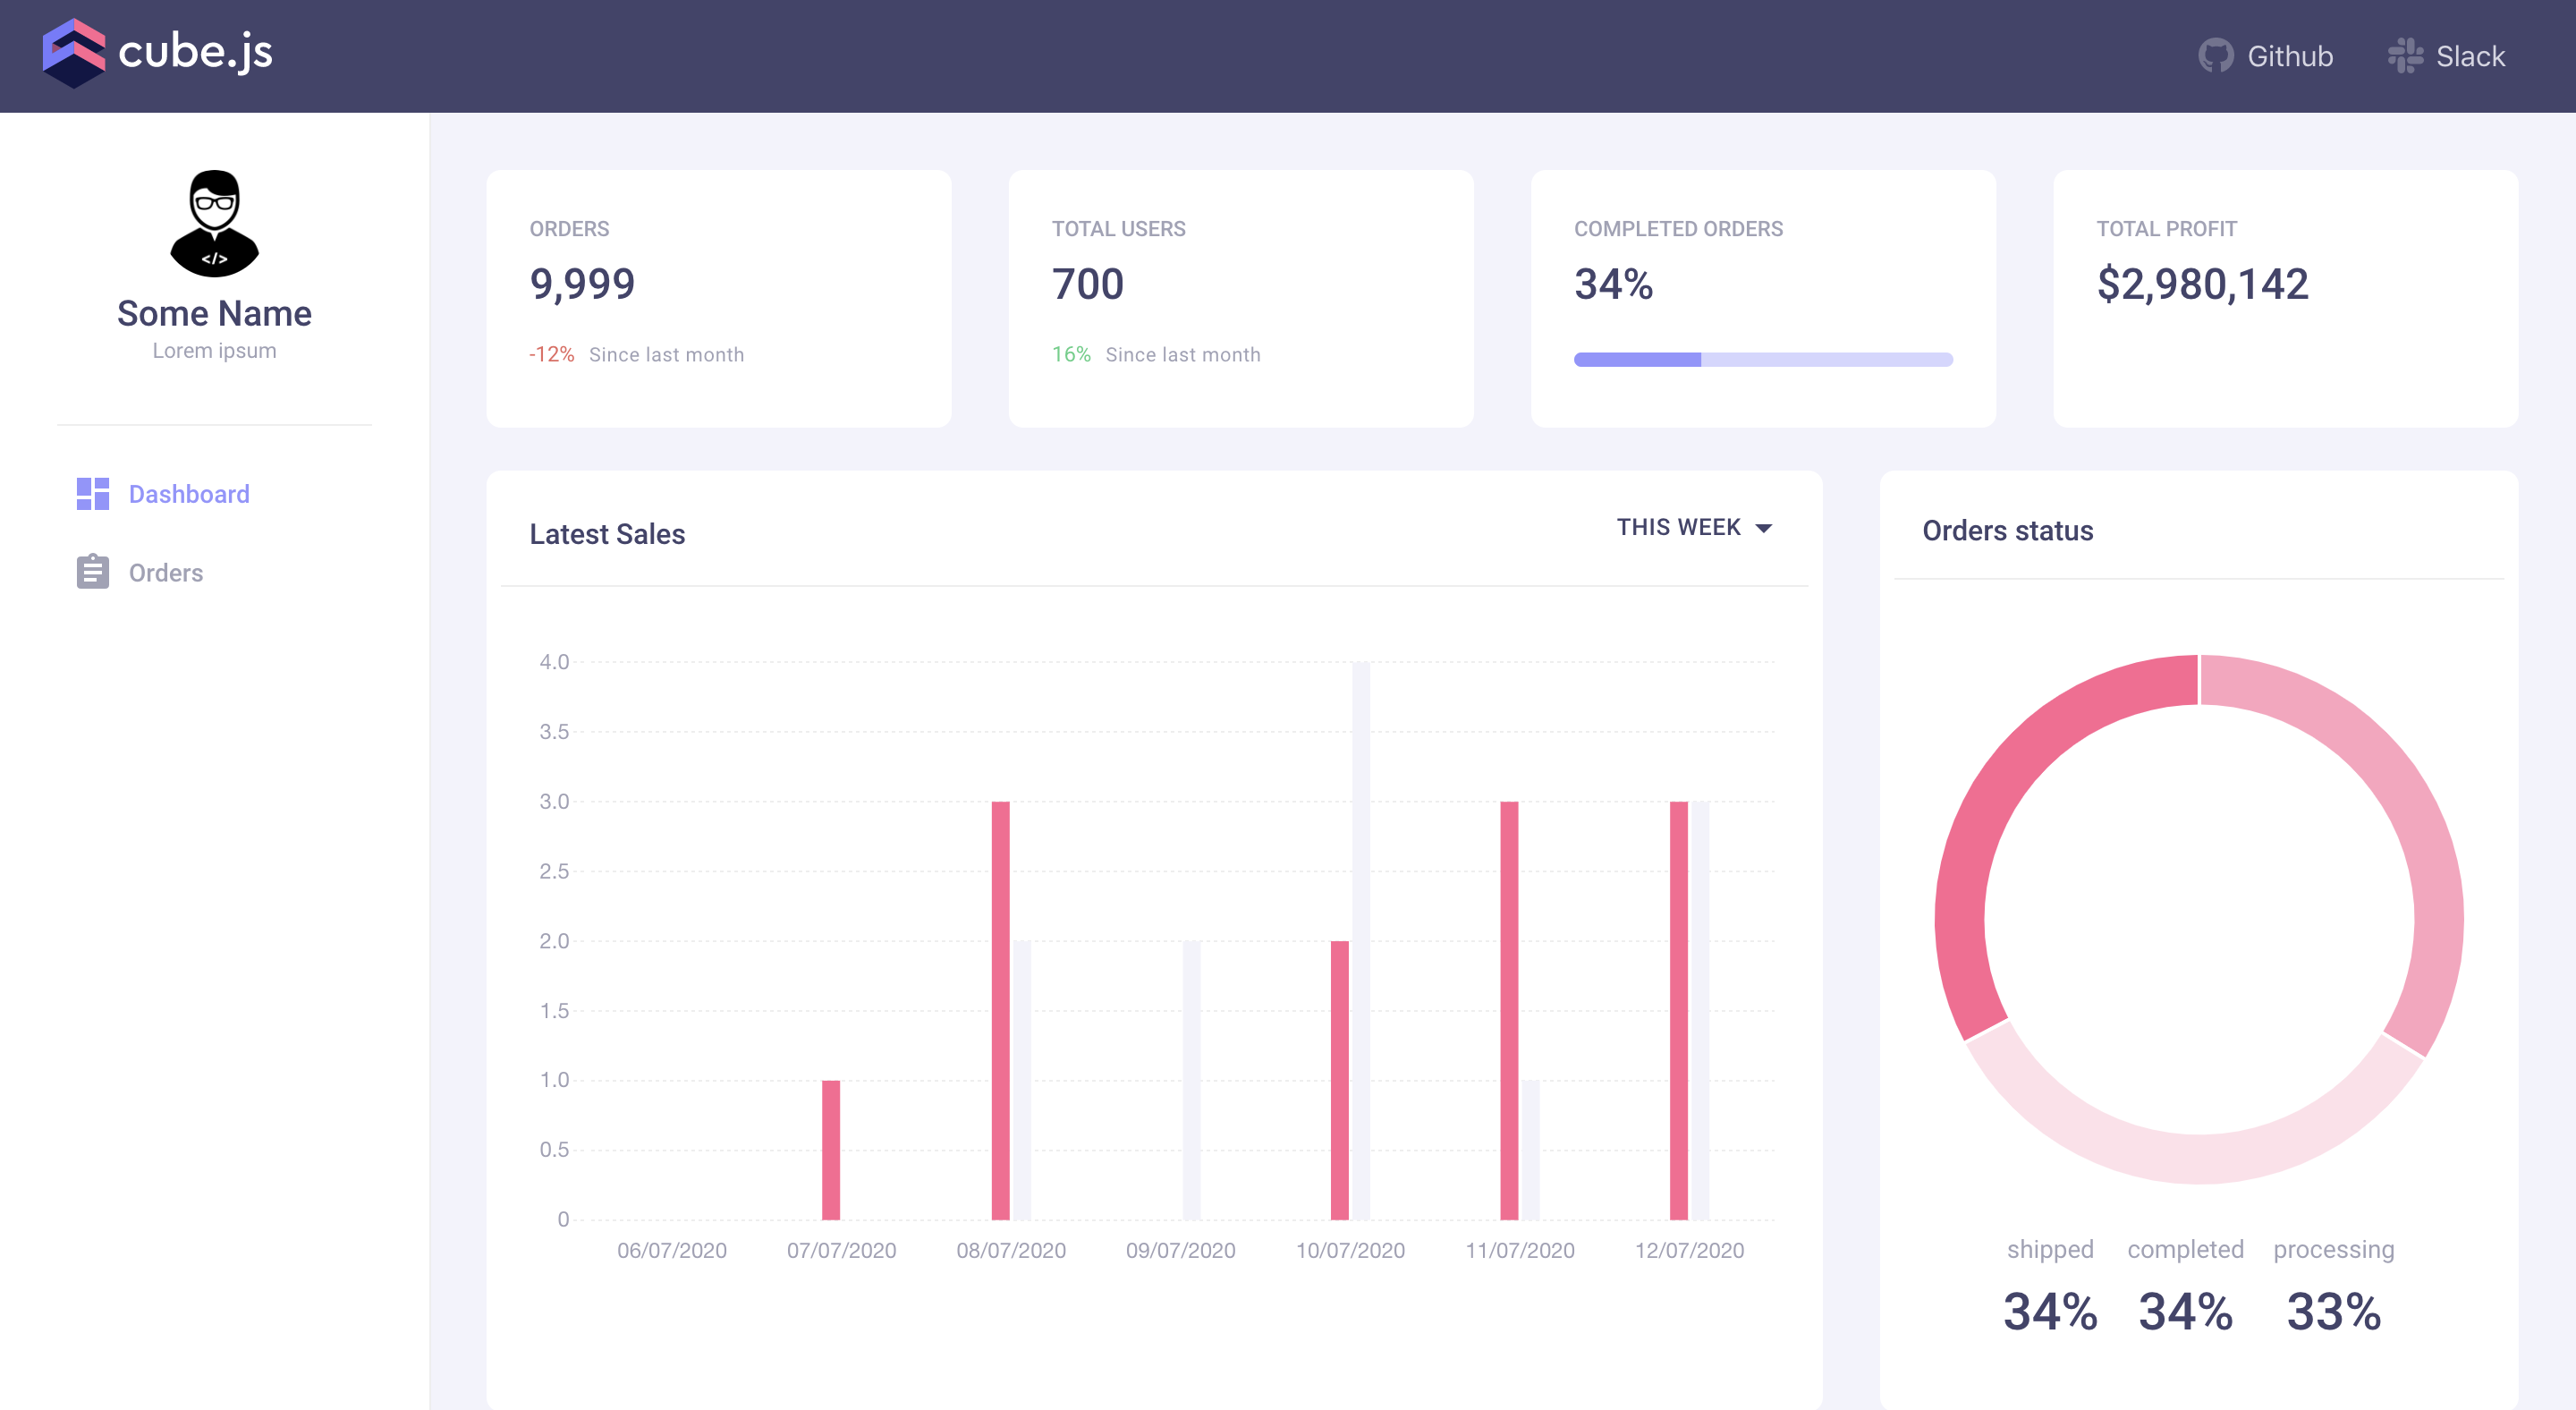 cube.js
Github
Slack
</>
Some Name
Lorem ipsum
Dashboard
Orders
ORDERS
9,999
-12% Since last month
TOTAL USERS
700
16% Since last month
COMPLETED ORDERS
34%
TOTAL PROFIT
$2,980,142
Latest Sales
THIS WEEK
4.0
3.5
3.0
2.5
2.0
1.5
1.0
0.5
0
06/07/2020 07/07/2020 08/07/2020 09/07/2020 10/07/2020 11/07/2020 12/07/2020
Orders status
shipped completed processing
34% 34% 33%